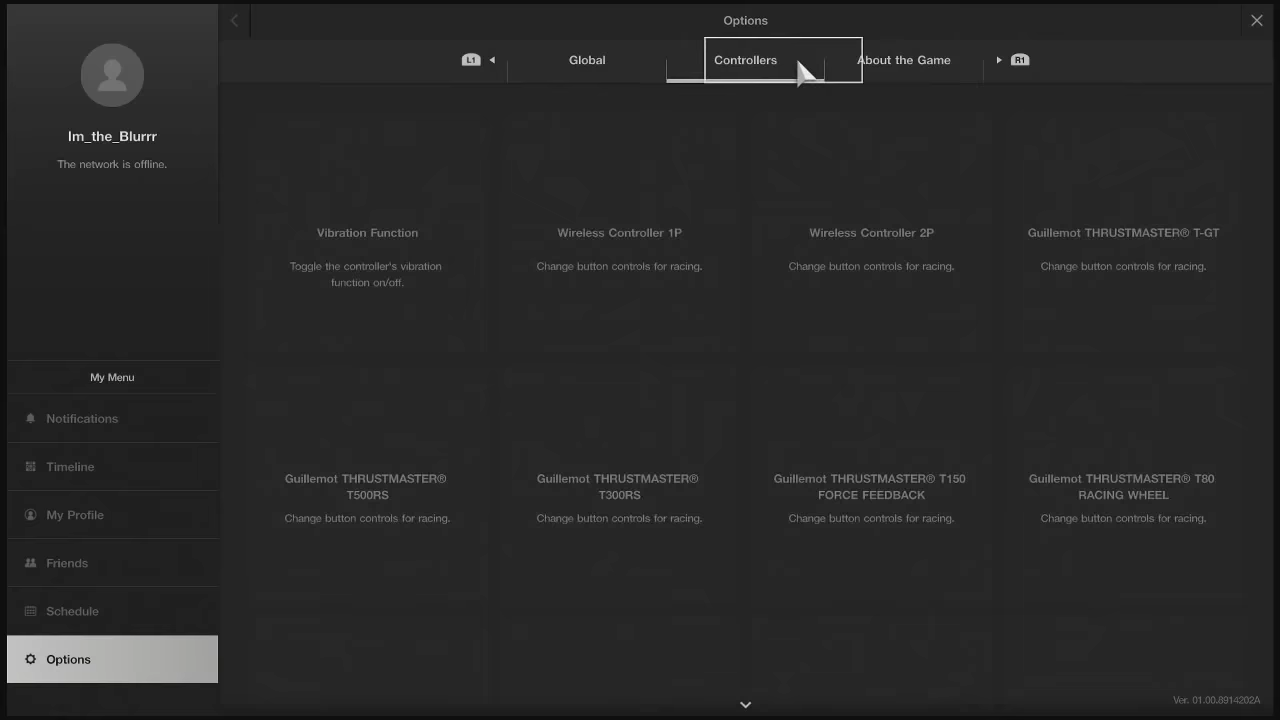 Options
L1
Global
Controllers
About the Game
R1
Im_the_Blurrr
The network is offline.
My Menu
Notifications
Timeline
My Profile
Friends
Schedule
Options
Vibration Function
Toggle the controller's vibration
function on/off.
Wireless Controller 1P
Change button controls for racing.
Wireless Controller 2P
Change button controls for racing.
Guillemot THRUSTMASTER® T-GT
Change button controls for racing.
Guillemot THRUSTMASTER®
T500RS
Change button controls for racing.
Guillemot THRUSTMASTER®
T300RS
Change button controls for racing.
Guillemot THRUSTMASTER® T150
FORCE FEEDBACK
Change button controls for racing.
Guillemot THRUSTMASTER® T80
RACING WHEEL
Change button controls for racing.
Ver. 01.00.8914202A